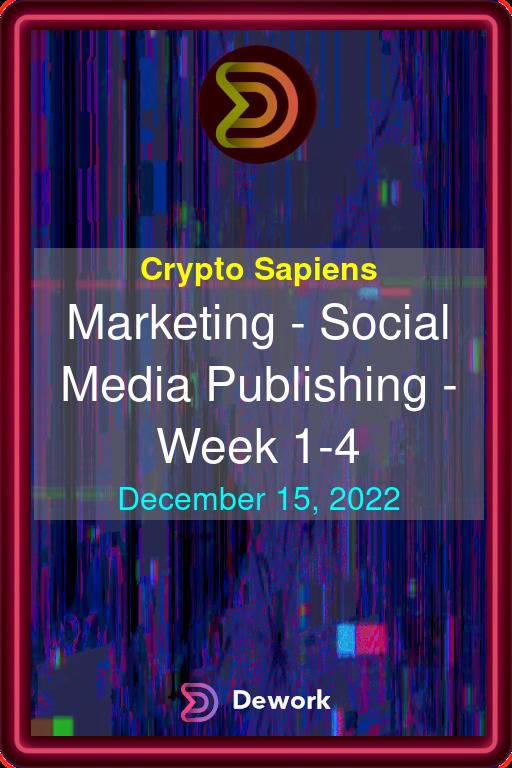 Crypto Sapiens
Marketing - Social
Media Publishing -
Week 1-4
December 15, 2022
Dework